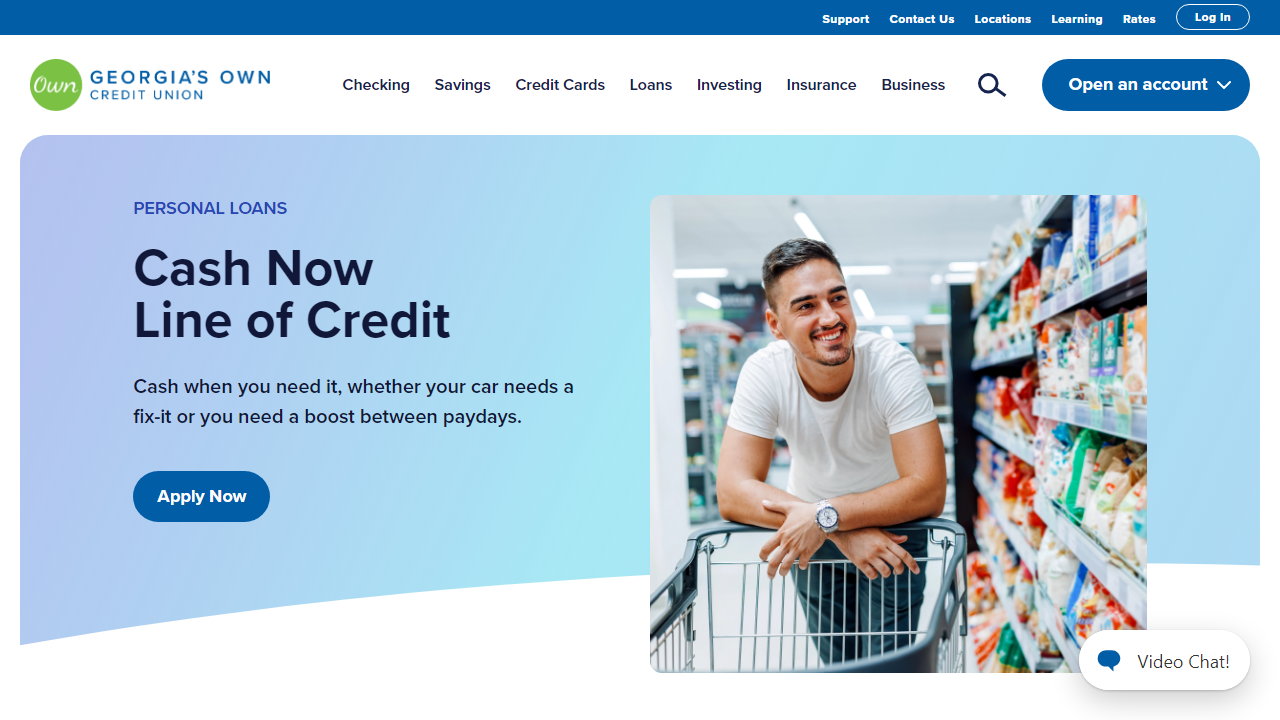 Support Contact Us Locations Learning Rates Log In
Own GEORGIA'S OWN
CREDIT UNION
Checking Savings Credit Cards Loans Investing Insurance Business Open an account
PERSONAL LOANS
Cash Now
Line of Credit
Cash when you need it, whether your car needs a
fix-it or you need a boost between paydays.
Apply Now
Video Chat!